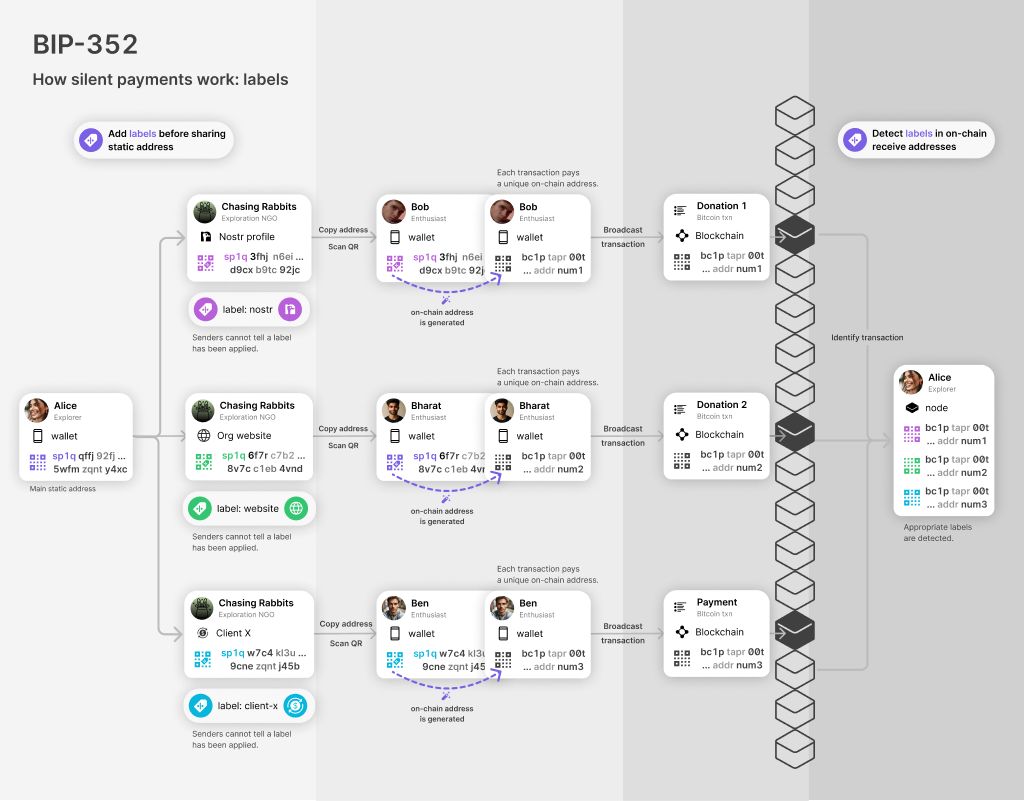 BIP-352
How silent payments work: labels
Add labels before sharing
static address
Detect labels in on-chain
receive addresses
Each transaction pays
a unique on-chain address.
Chasing Rabbits
Exploration NGO
Nostr profile
sp1q 3fhj n6ei ...
d9cx b9tc 92jc
label: nostr
Senders cannot tell a label
has been applied.
Copy address
Scan QR
Bob
Enthusiast
wallet
sp1q 3fhj n6ei
d9cx b9tc 92j
Bob
Enthusiast
wallet
bc1p tapr 00t
... addr num1
on-chain address
is generated
Broadcast
transaction
Donation 1
Bitcoin txn
Blockchain
bc1p tapr 00t
... addr num1
Identify transaction
Alice
Explorer
wallet
sp1q qffj 92fj ...
5wfm zqnt y4xc
Main static address
Each transaction pays
a unique on-chain address.
Chasing Rabbits
Exploration NGO
Org website
sp1q 6f7r c7b2 ...
8v7c c1eb 4vnd
label: website
Senders cannot tell a label
has been applied.
Copy address
Scan QR
Bharat
Enthusiast
wallet
sp1q 6f7r c7b2
8v7c c1eb 4vr
Bharat
Enthusiast
wallet
bc1p tapr 00t
... addr num2
on-chain address
is generated
Broadcast
transaction
Donation 2
Bitcoin txn
Blockchain
bc1p tapr 00t
... addr num2
Alice
Explorer
node
bc1p tapr 00t
... addr num1
bc1p tapr 00t
... addr num2
bc1p tapr 00t
... addr num3
Appropriate labels
are detected.
Each transaction pays
a unique on-chain address.
Chasing Rabbits
Exploration NGO
Client X
sp1q w7c4 kl3u ...
9cne zqnt j45b
label: client-x
Senders cannot tell a label
has been applied.
Copy address
Scan QR
Ben
Enthusiast
wallet
sp1q w7c4 kl3u
9cne zqnt j45
Ben
Enthusiast
wallet
bc1p tapr 00t
... addr num3
on-chain address
is generated
Broadcast
transaction
Payment
Bitcoin txn
Blockchain
bc1p tapr 00t
... addr num3